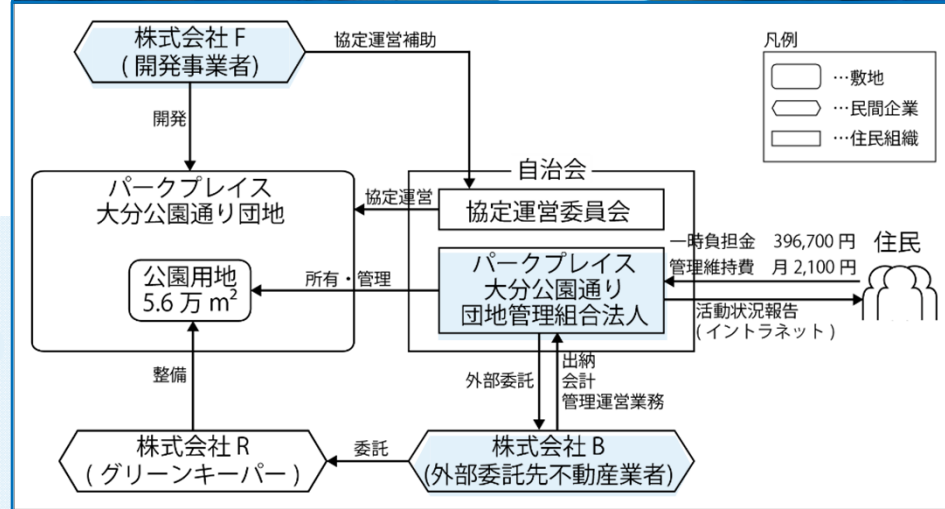 株式会社 F
( 開発事業者)
協定運営補助
凡例
…敷地
…民間企業
…住民組織
開発
自治会
パークプレイス
大分公園通り団地
協定運営
協定運営委員会
一時負担金 396,700 円
住民
管理維持費 月 2,100 円
公園用地
5.6 万 m²
所有・管理
パークプレイス
大分公園通り
団地管理組合法人
活動状況報告
( イントラネット )
整備
外部委託
出納
会計
管理運営業務
株式会社 R
( グリーンキーパー )
委託
株式会社 B
(外部委託先不動産業者)